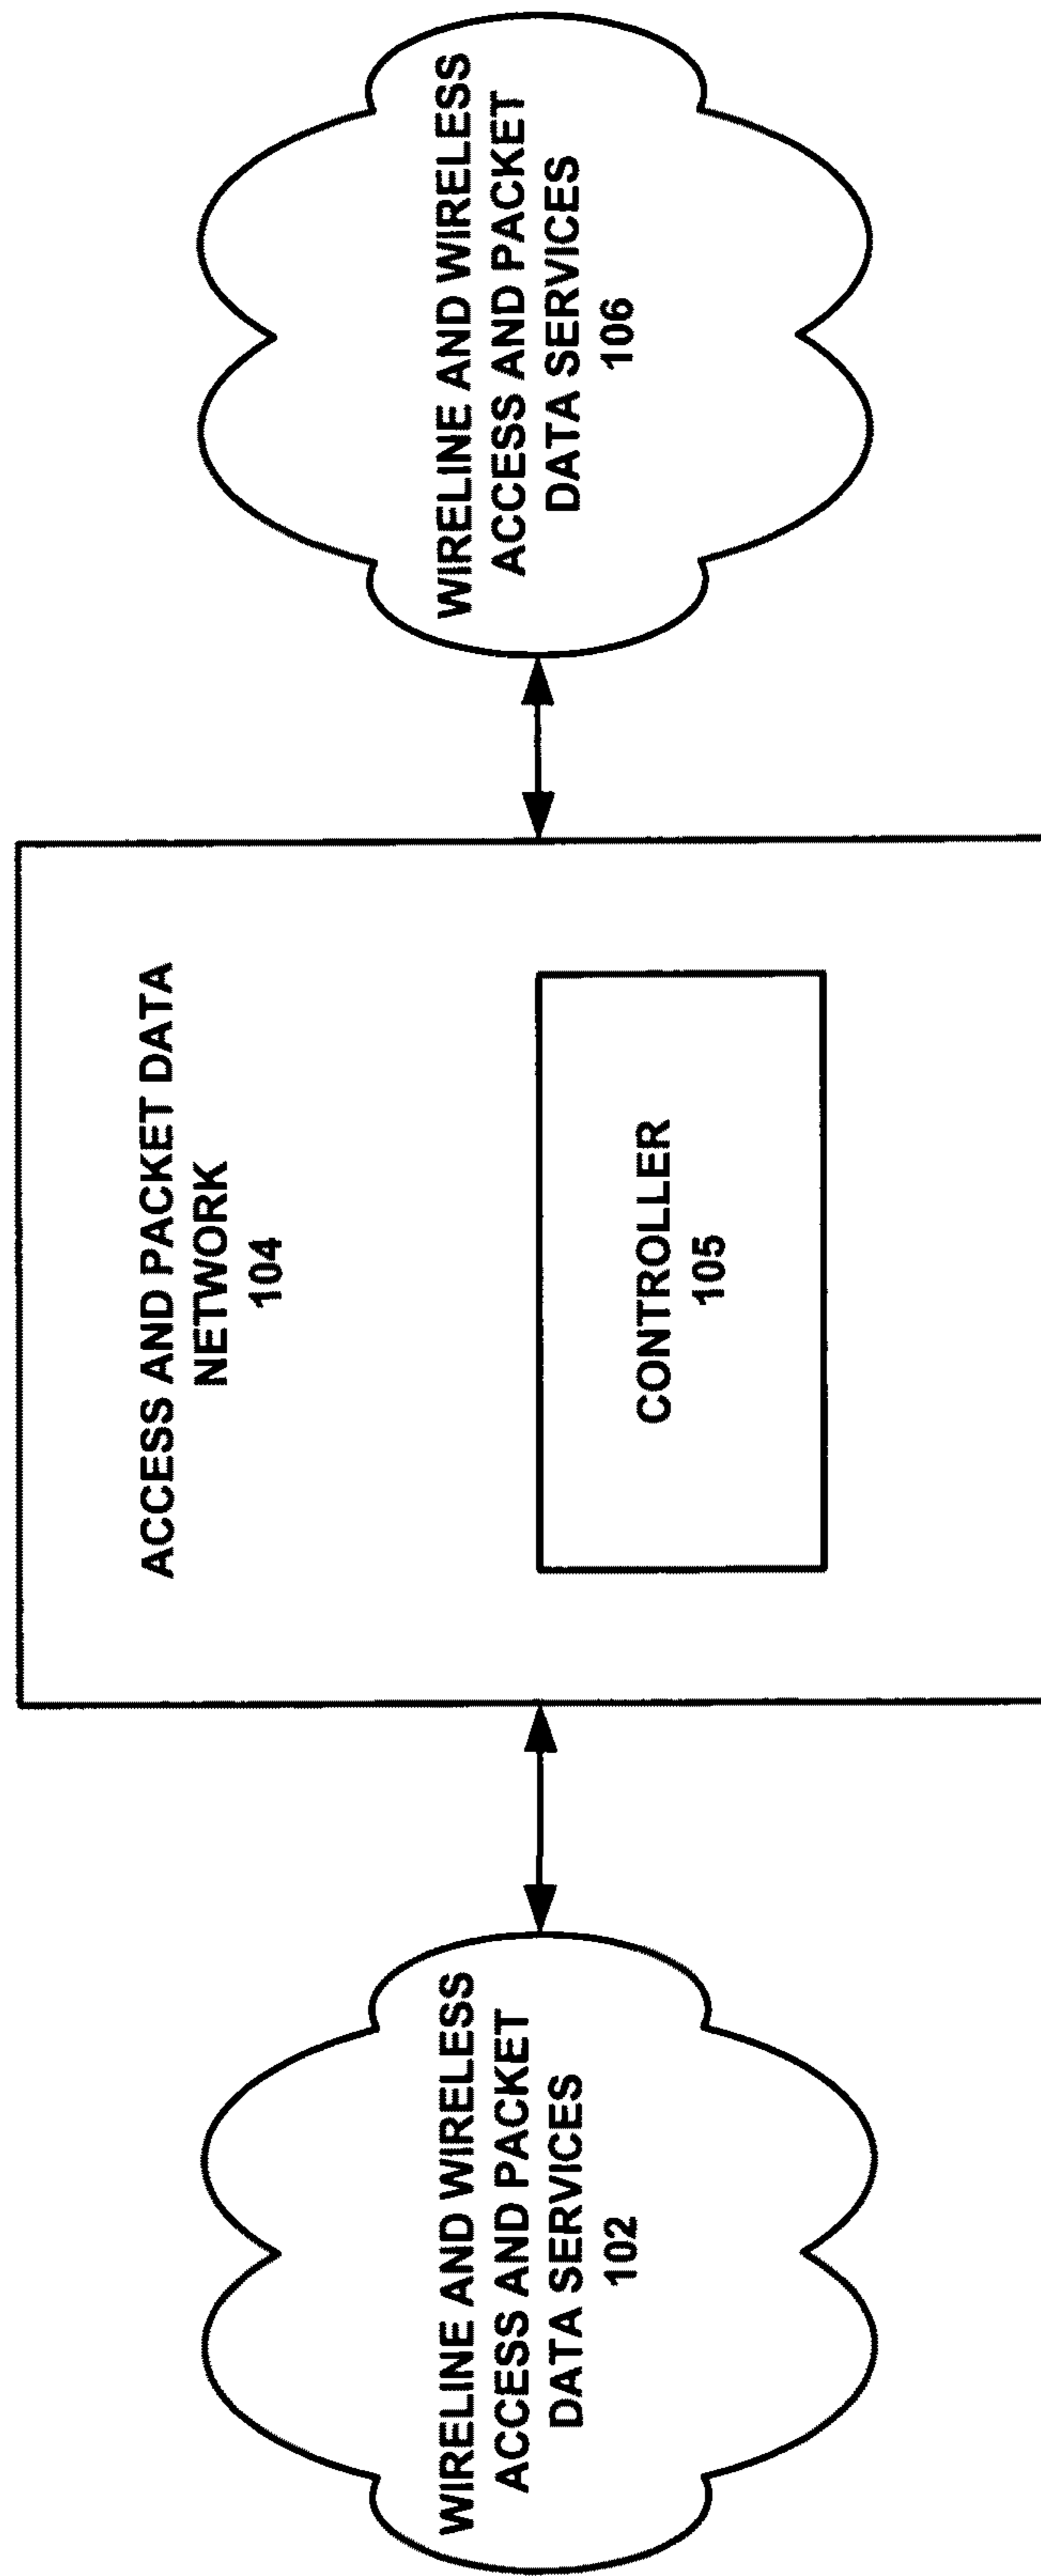 WIRELINE AND WIRELESS
ACCESS AND PACKET
DATA SERVICES
102
ACCESS AND PACKET DATA
NETWORK
104
CONTROLLER
105
WIRELINE AND WIRELESS
ACCESS AND PACKET
DATA SERVICES
106